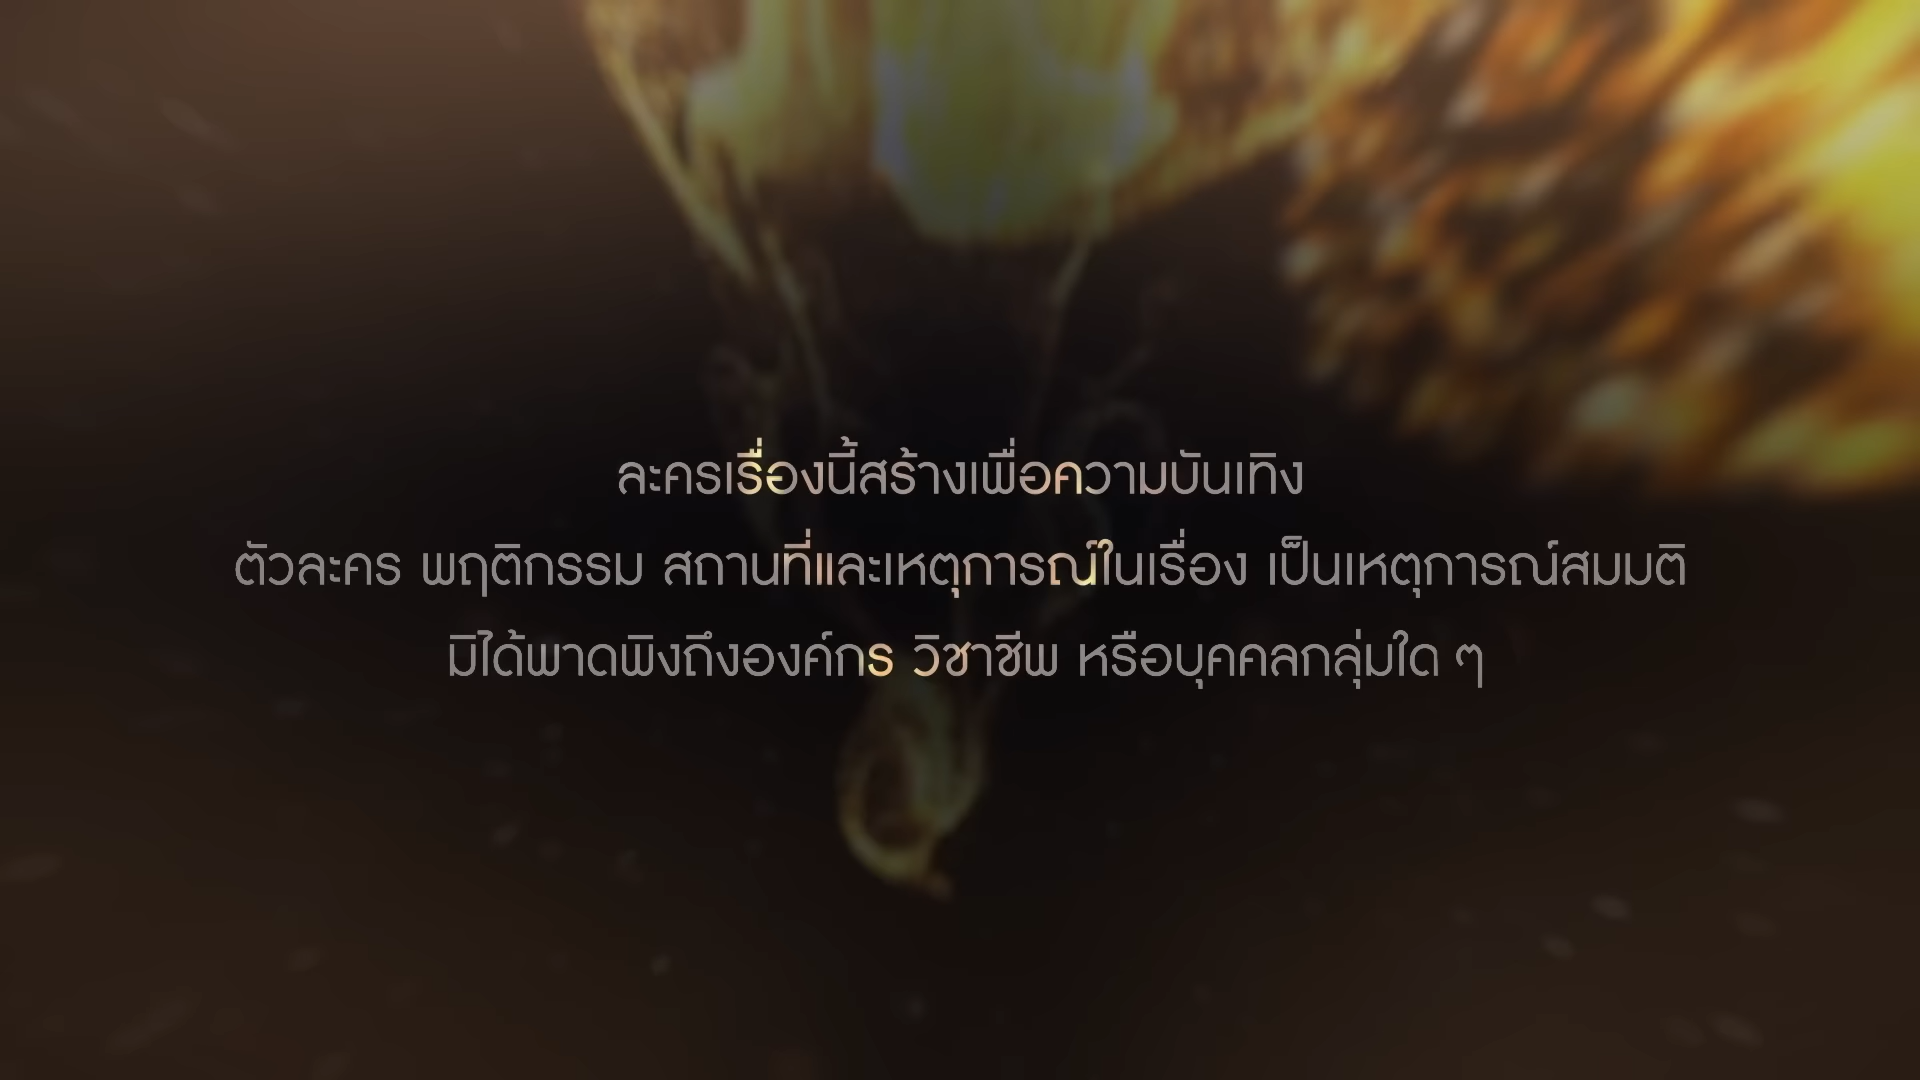 ละครเรื่องนี้สร้างเพื่อความบันเทิง
ตัวละคร พฤติกรรม สถานที่และเหตุการณ์ในเรื่อง เป็นเหตุการณ์สมมติ
มิได้พาดพิงถึงองค์กร วิชาชีพ หรือบุคคลกลุ่มใด ๆ